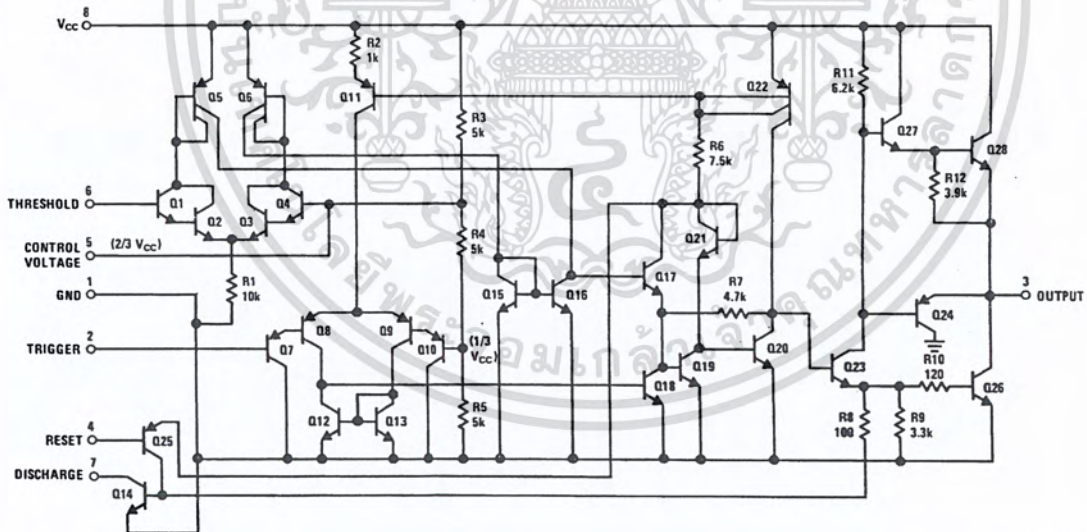 VCC 8
R2
1k
Q5
Q6
Q11
Q22
R11
6.2k
Q27
Q28
R3
5k
R6
7.5k
R12
3.9k
THRESHOLD 6
Q1
Q2
Q3
Q4
CONTROL VOLTAGE 5 (2/3 VCC)
R4
5k
Q21
Q17
R7
4.7k
GND 1
R1
10k
Q15
Q16
3 OUTPUT
Q24
TRIGGER 2
Q7
Q8
Q9
Q10
(1/3 VCC)
Q18
Q19
Q20
Q23
R10
120
Q26
R5
5k
R8
100
R9
3.3k
Q12
Q13
RESET 4
Q25
DISCHARGE 7
Q14